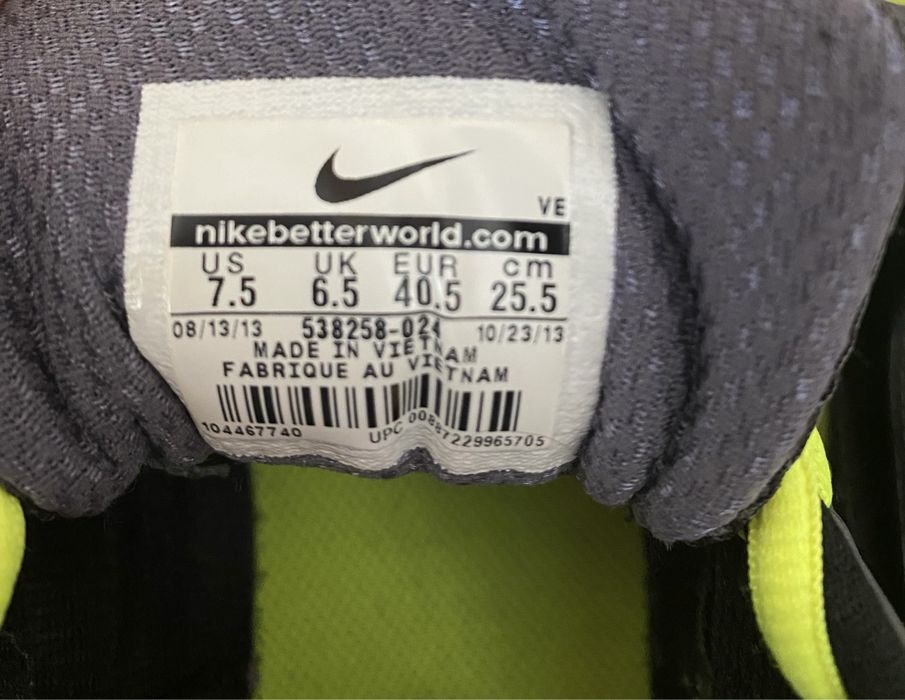 VE
nikebetterworld.com
US UK EUR cm
7.5 6.5 40.5 25.5
08/13/13 538258-024 10/23/13
MADE IN VIETNAM
FABRIQUE AU VIETNAM
104467740 UPC 00887229965705